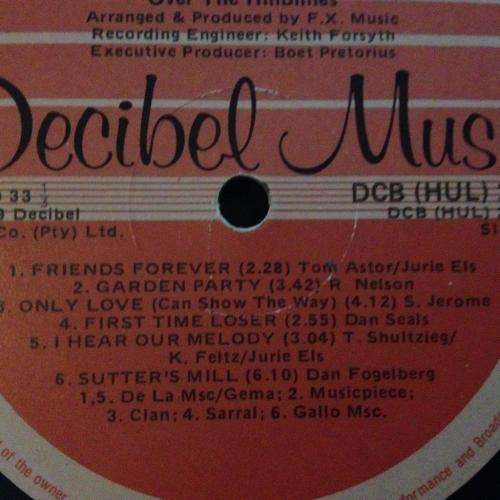 Over The Hillbillies
Arranged & Produced by F.X. Music
Recording Engineer: Keith Forsyth
Executive Producer: Boet Pretorius
Decibel Mus
33 1/3
DCB (HUL)
Decibel
DCB (HUL)
Co. (Pty) Ltd.
1. FRIENDS FOREVER (2.28) Tom Astor/Jurie Els
2. GARDEN PARTY (3.42) R. Nelson
3. ONLY LOVE (Can Show The Way) (4.12) S. Jerome
4. FIRST TIME LOSER (2.55) Dan Seals
5. I HEAR OUR MELODY (3.04) T. Shultzieg/
K. Feltz/Jurie Els
6. SUTTER'S MILL (6.10) Dan Fogelberg
1,5. De La Msc/Gema; 2. Musicpiece;
3. Clan; 4. Sarral; 6. Gallo Msc.
of the owner
formance and Broad